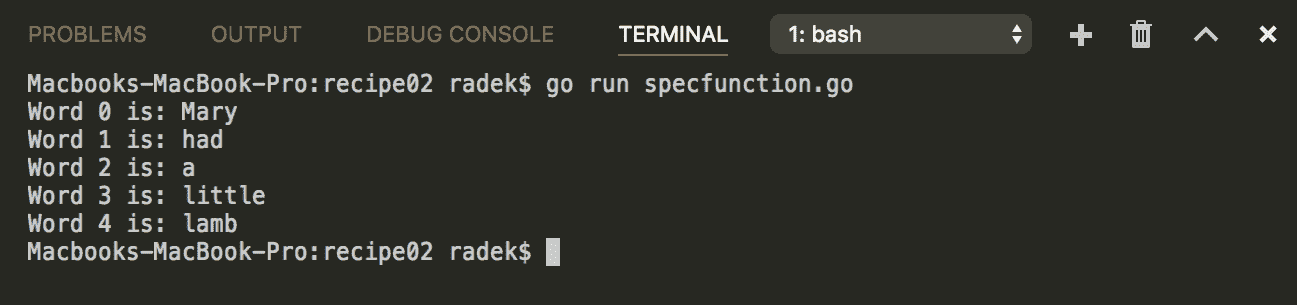 PROBLEMS OUTPUT DEBUG CONSOLE TERMINAL 1: bash
Macbooks-MacBook-Pro:recipe02 radek$ go run specfunction.go
Word 0 is: Mary
Word 1 is: had
Word 2 is: a
Word 3 is: little
Word 4 is: lamb
Macbooks-MacBook-Pro:recipe02 radek$